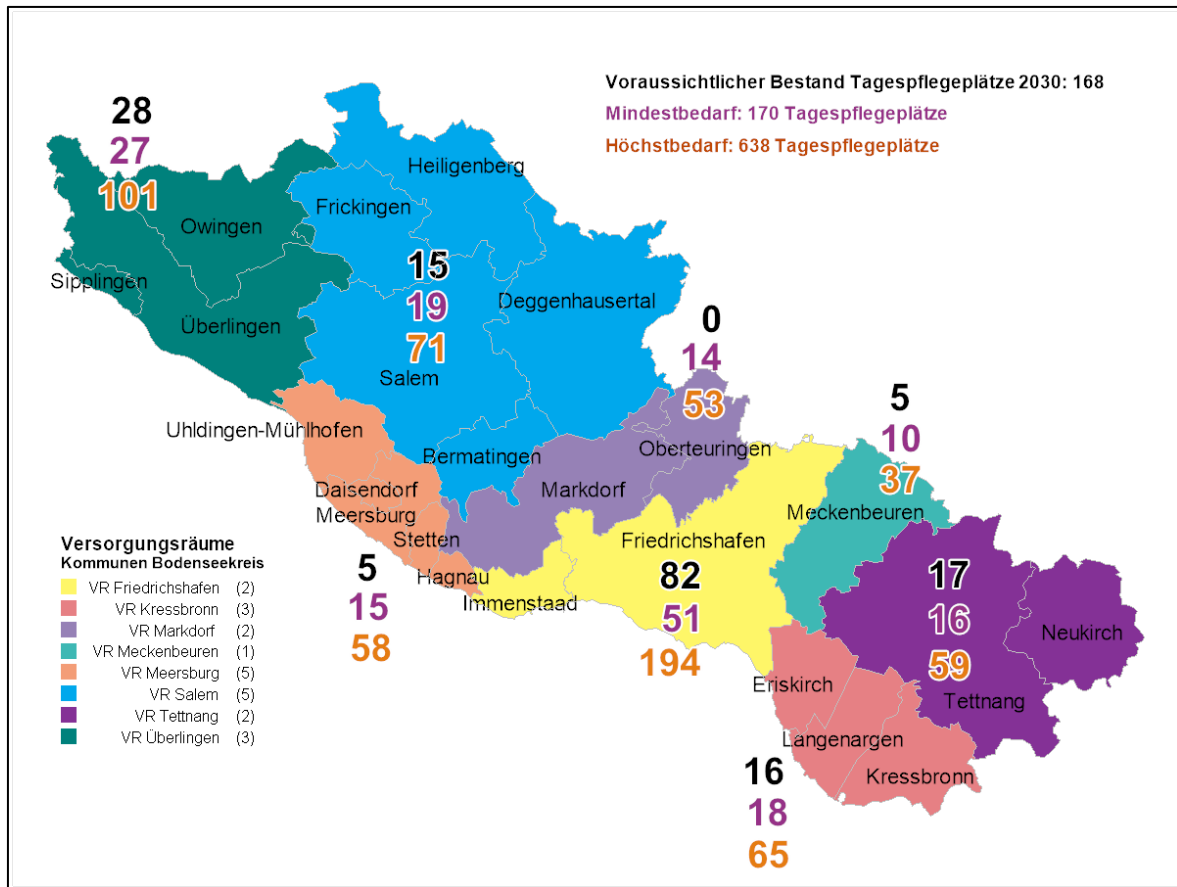 Voraussichtlicher Bestand Tagespflegeplätze 2030: 168
Mindestbedarf: 170 Tagespflegeplätze
Höchstbedarf: 638 Tagespflegeplätze
28
27
101
Owingen
Sipplingen
Überlingen
Heiligenberg
Frickingen
15
19
71
Deggenhausertal
Salem
Bermatingen
0
14
53
Oberteuringen
Markdorf
Uhldingen-Mühlhofen
Daisendorf
Meersburg
Stetten
Hagnau
5
15
58
Immenstaad
Friedrichshafen
82
51
194
5
10
37
Meckenbeuren
17
16
59
Tettnang
Neukirch
Eriskirch
Langenargen
Kressbronn
16
18
65
Versorgungsräume
Kommunen Bodenseekreis
VR Friedrichshafen (2)
VR Kressbronn (3)
VR Markdorf (2)
VR Meckenbeuren (1)
VR Meersburg (5)
VR Salem (5)
VR Tettnang (2)
VR Überlingen (3)